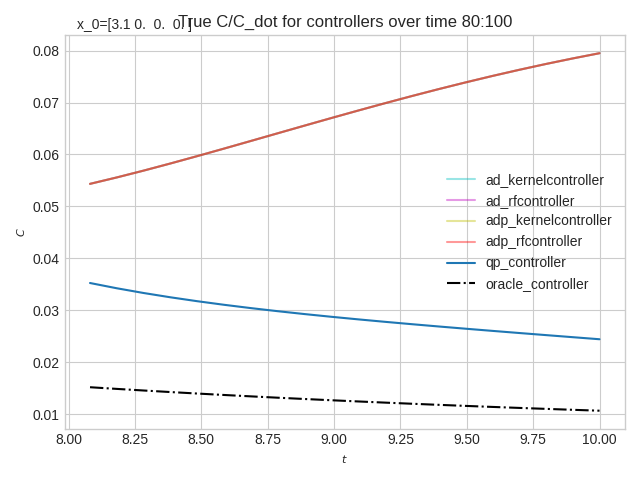 x_0=[3.1 0. 0. 0. ]
True C/C_dot for controllers over time 80:100
0.08
0.07
0.06
0.05
0.04
0.03
0.02
0.01
C
ad_kernelcontroller
ad_rfcontroller
adp_kernelcontroller
adp_rfcontroller
qp_controller
oracle_controller
8.00 8.25 8.50 8.75 9.00 9.25 9.50 9.75 10.00
t